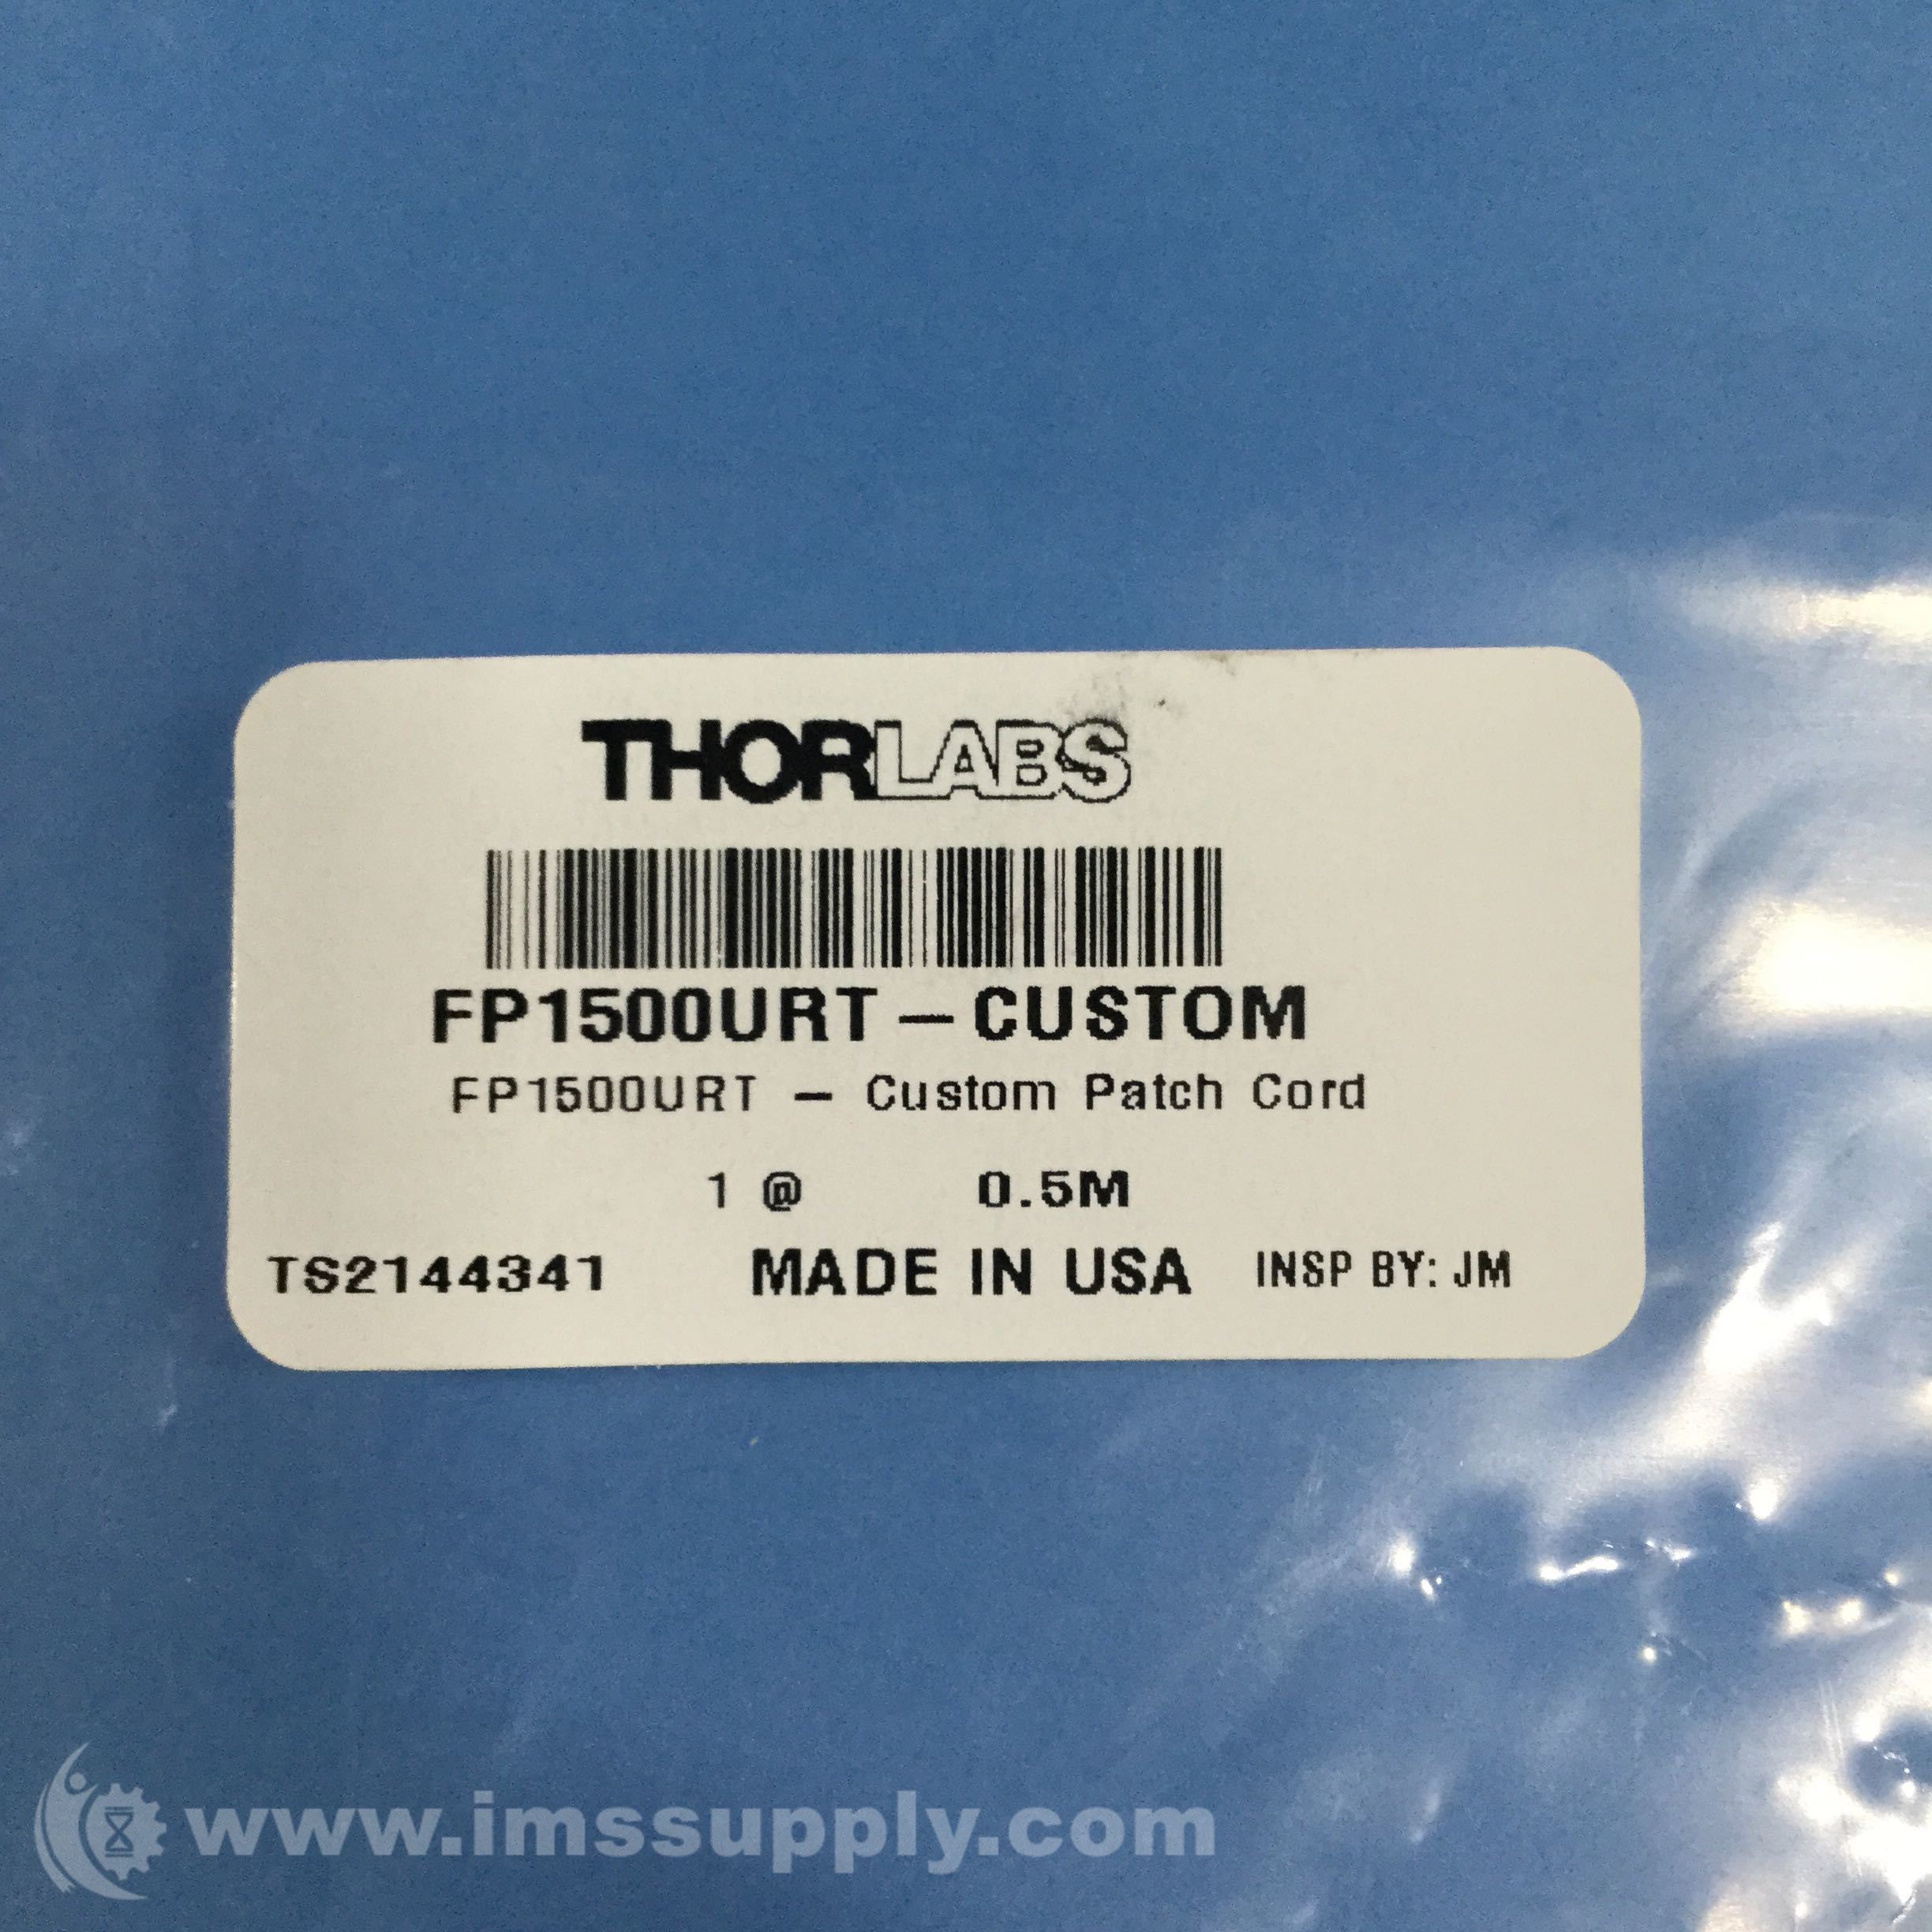 THORLABS
FP1500URT – CUSTOM
FP1500URT – Custom Patch Cord
1 @ 0.5M
TS2144341 MADE IN USA INSP BY: JM
www.imssupply.com